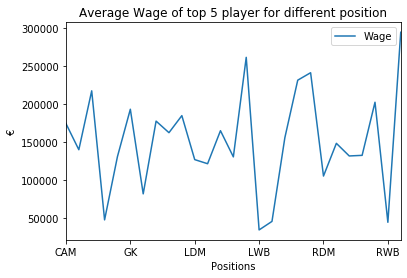 Average Wage of top 5 player for different position
Wage
300000
250000
200000
150000
100000
50000
€
CAM GK LDM LWB RDM RWB
Positions